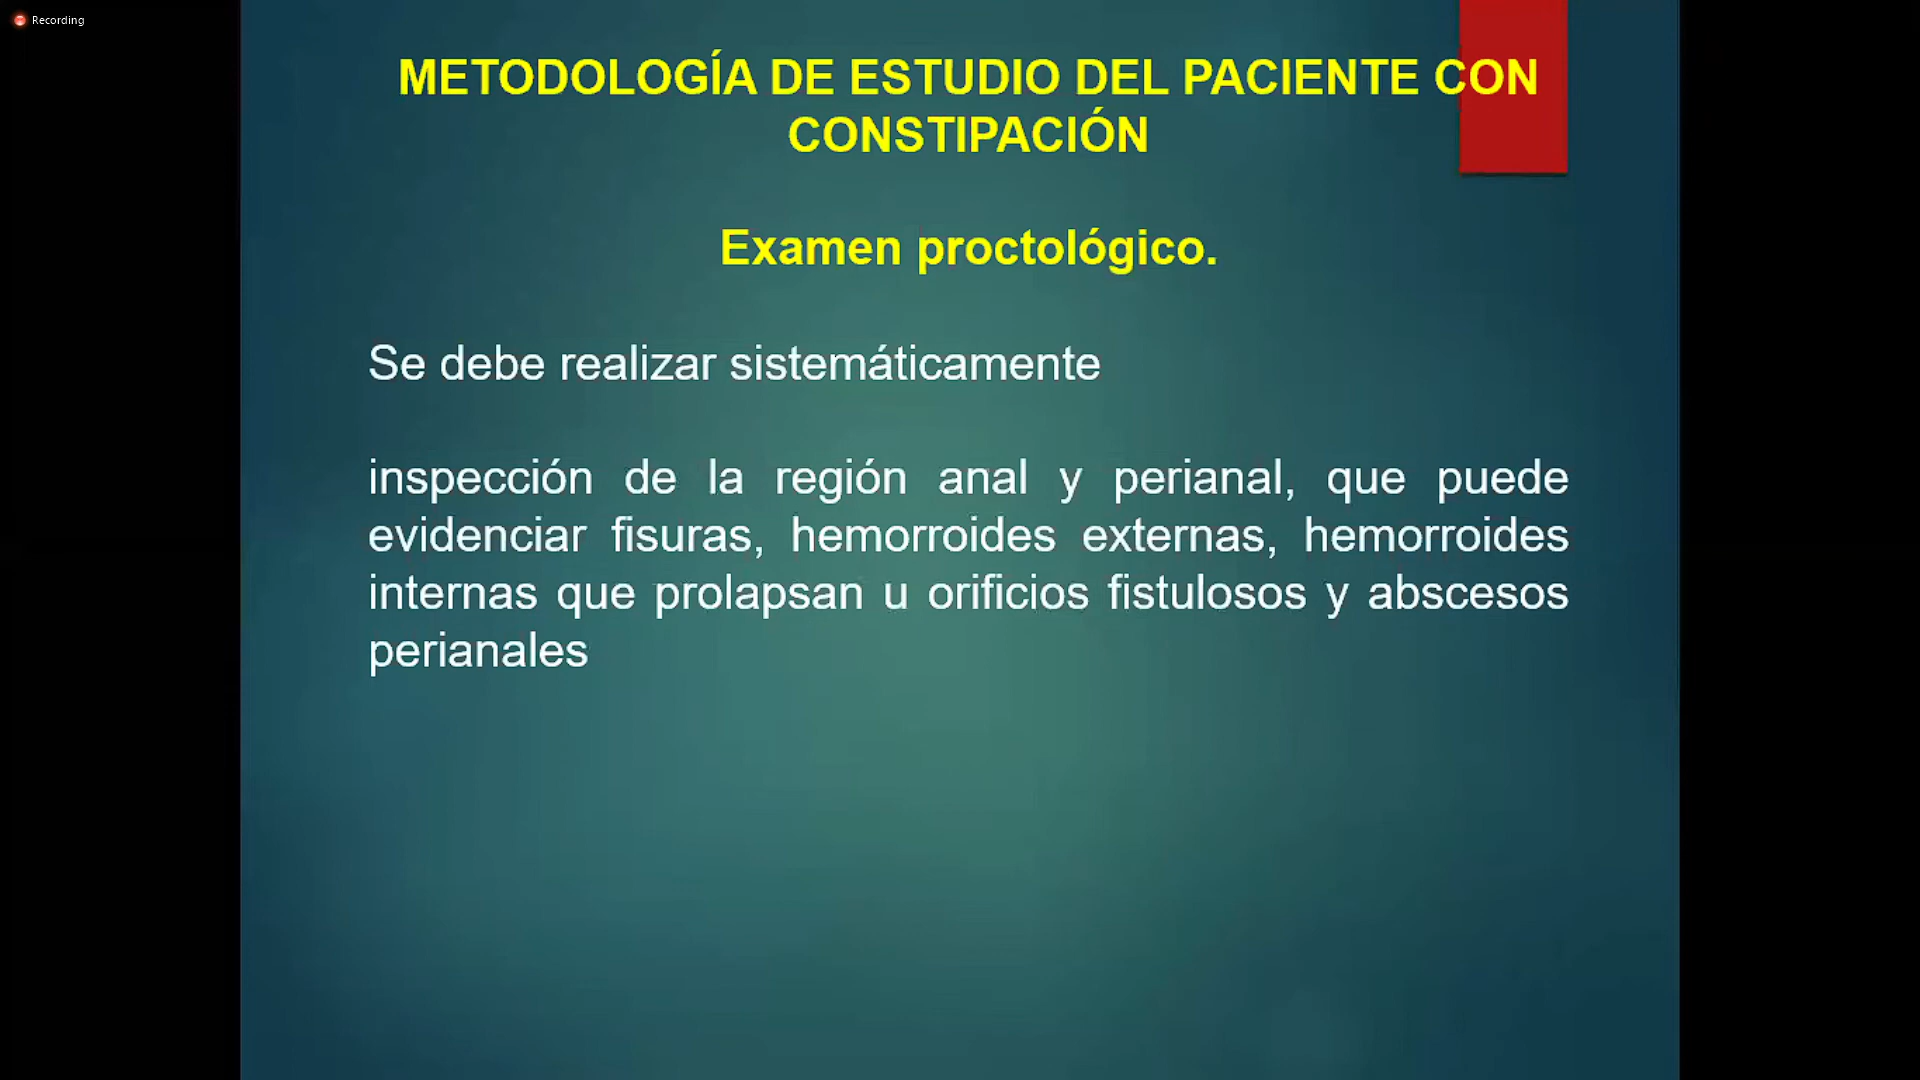 Recording
METODOLOGÍA DE ESTUDIO DEL PACIENTE CON
CONSTIPACIÓN
Examen proctológico.
Se debe realizar sistemáticamente
inspección de la región anal y perianal, que puede
evidenciar fisuras, hemorroides externas, hemorroides
internas que prolapsan u orificios fistulosos y abscesos
perianales